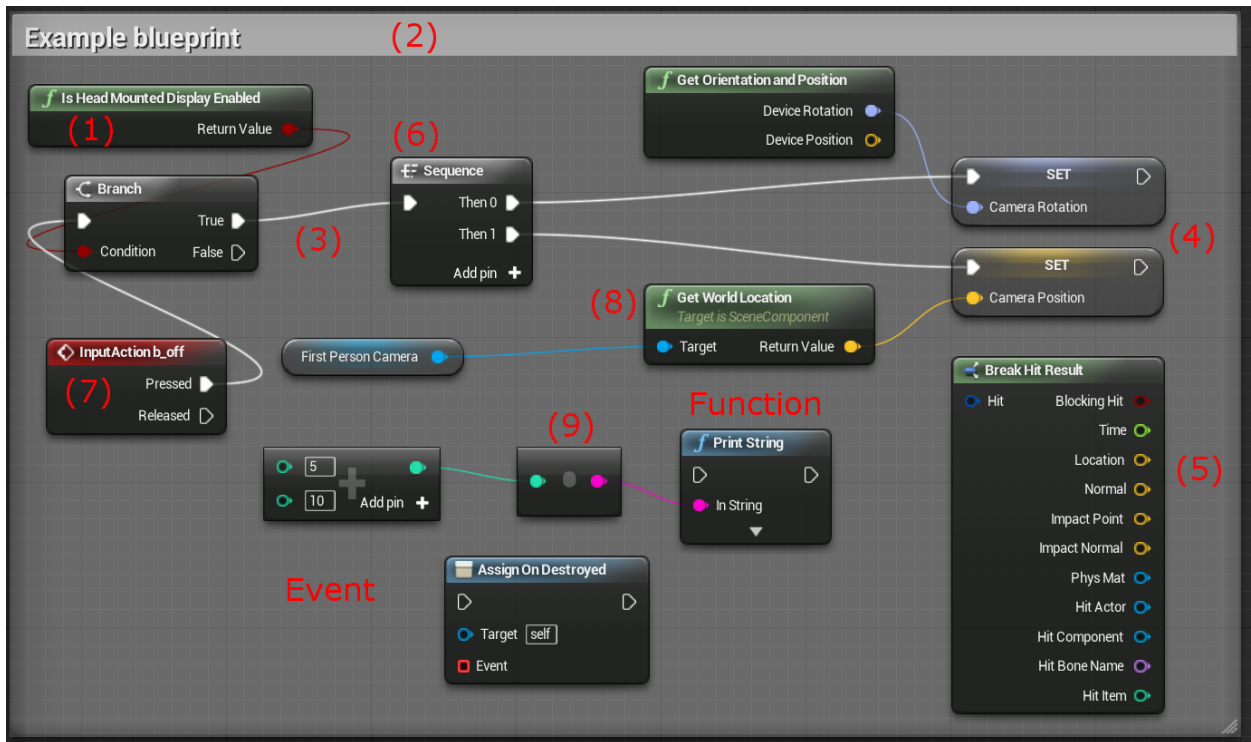 Example blueprint
(2)
Is Head Mounted Display Enabled
(1)
Return Value
Branch
True
Condition
False
(3)
(6)
Sequence
Then 0
Then 1
Add pin
Get Orientation and Position
Device Rotation
Device Position
SET
Camera Rotation
(4)
SET
Camera Position
(8)
Get World Location
Target is SceneComponent
Target
Return Value
InputAction b_off
(7)
Pressed
Released
First Person Camera
5
10
Add pin
(9)
Function
Print String
In String
Event
Assign On Destroyed
Target self
Event
Break Hit Result
Hit
Blocking Hit
Time
Location
(5)
Normal
Impact Point
Impact Normal
Phys Mat
Hit Actor
Hit Component
Hit Bone Name
Hit Item